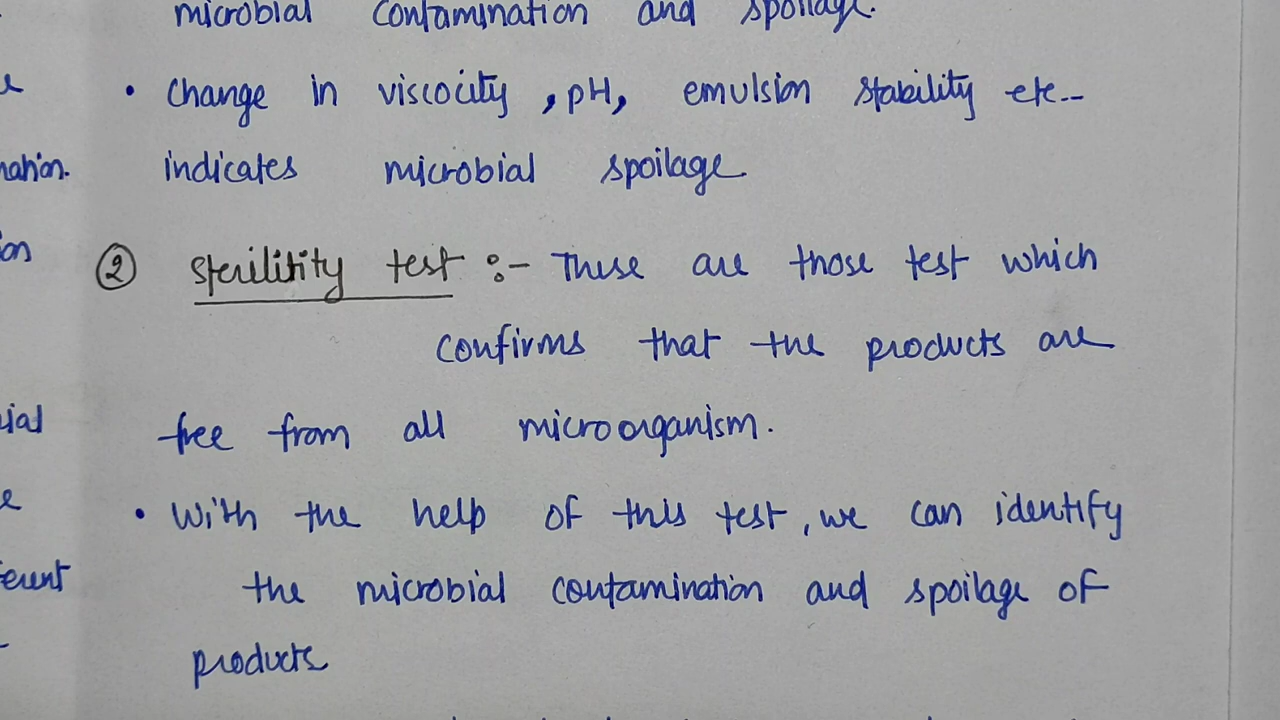 microbial contamination and spoilage.
• Change in viscocity, pH, emulsion stability etc..
indicates microbial spoilage
② Sterilitity test :- These are those test which
confirms that the products are
free from all microorganism.
• With the help of this test, we can identify
the microbial contamination and spoilage of
products